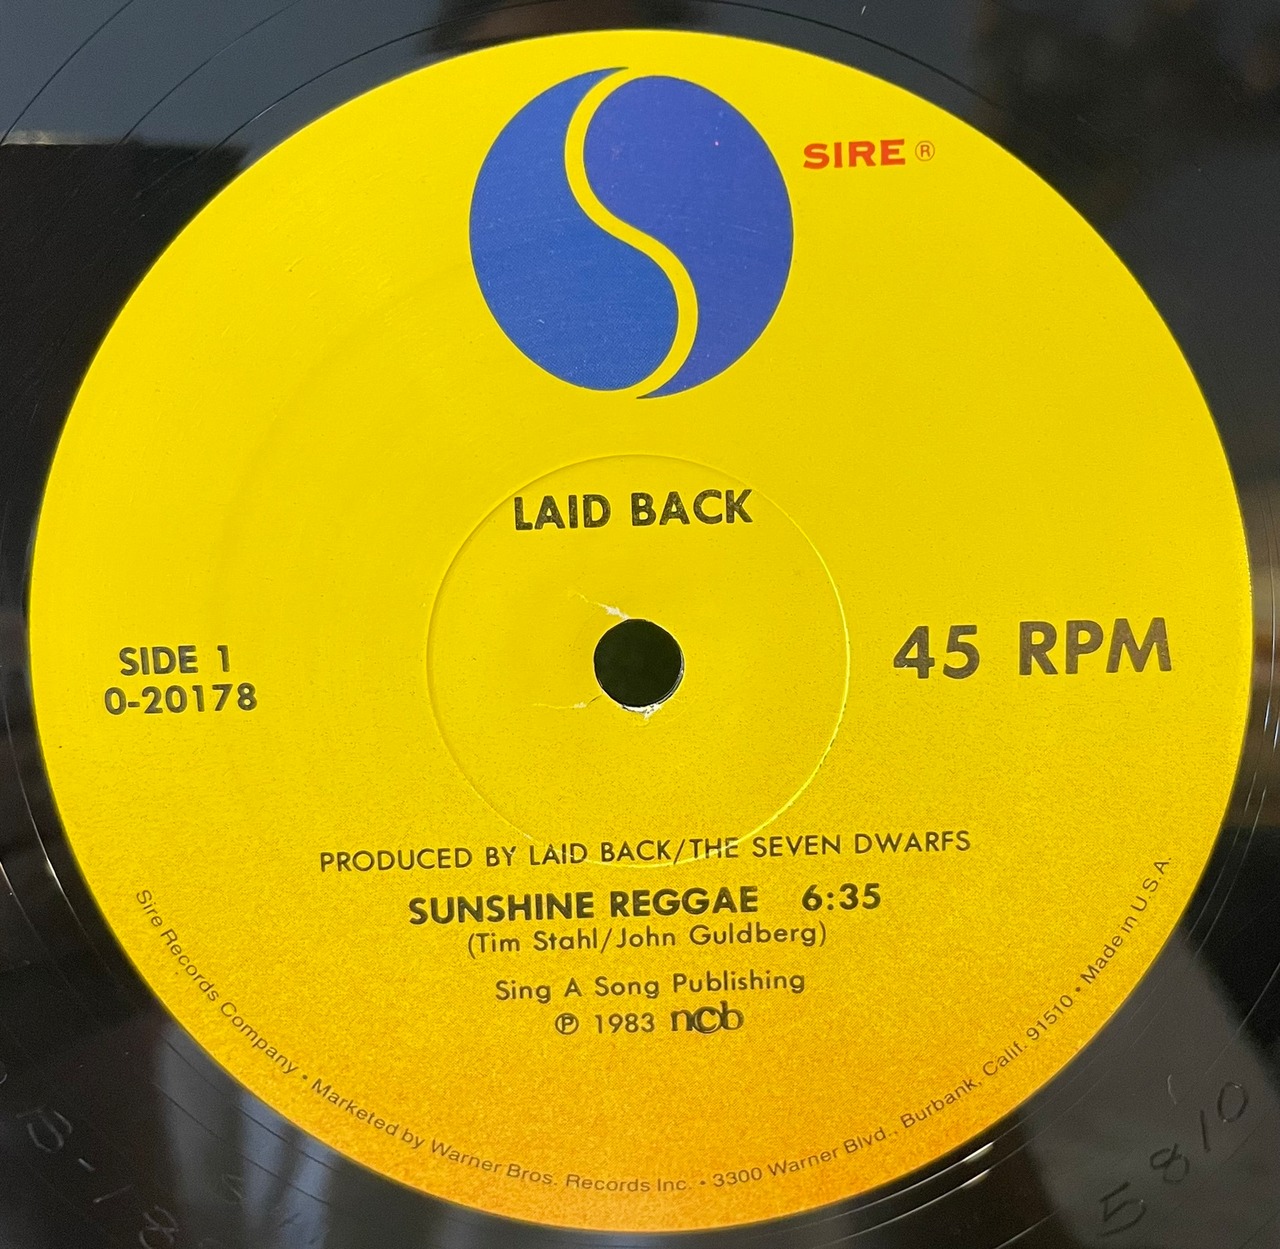 SIRE ®
LAID BACK
SIDE 1
0-20178
45 RPM
PRODUCED BY LAID BACK/THE SEVEN DWARFS
SUNSHINE REGGAE 6:35
(Tim Stahl/John Guldberg)
Sing A Song Publishing
℗ 1983 ncb
Sire Records Company • Marketed by Warner Bros. Records Inc. • 3300 Warner Blvd., Burbank, Calif. 91510 • Made in U.S.A.
5810